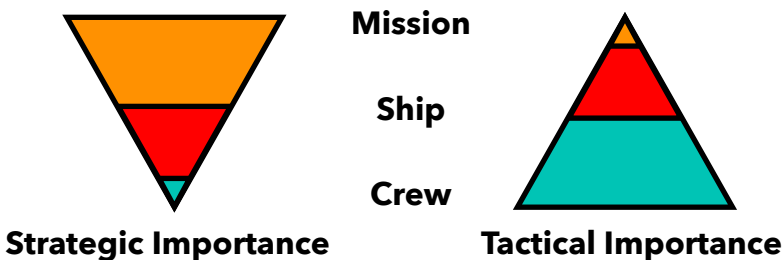 Mission
Ship
Crew
Strategic Importance
Tactical Importance